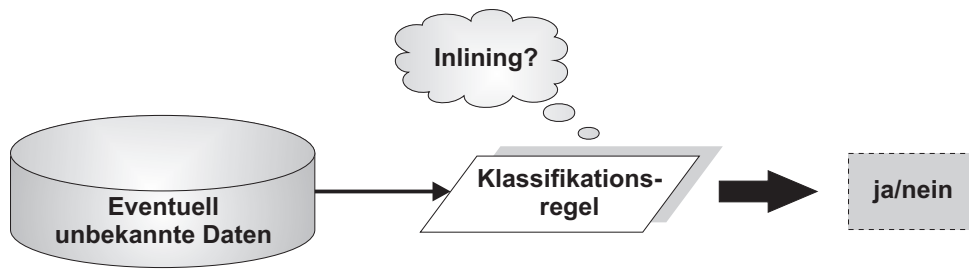 Inlining?
Eventuell
unbekannte Daten
Klassifikations-
regel
ja/nein